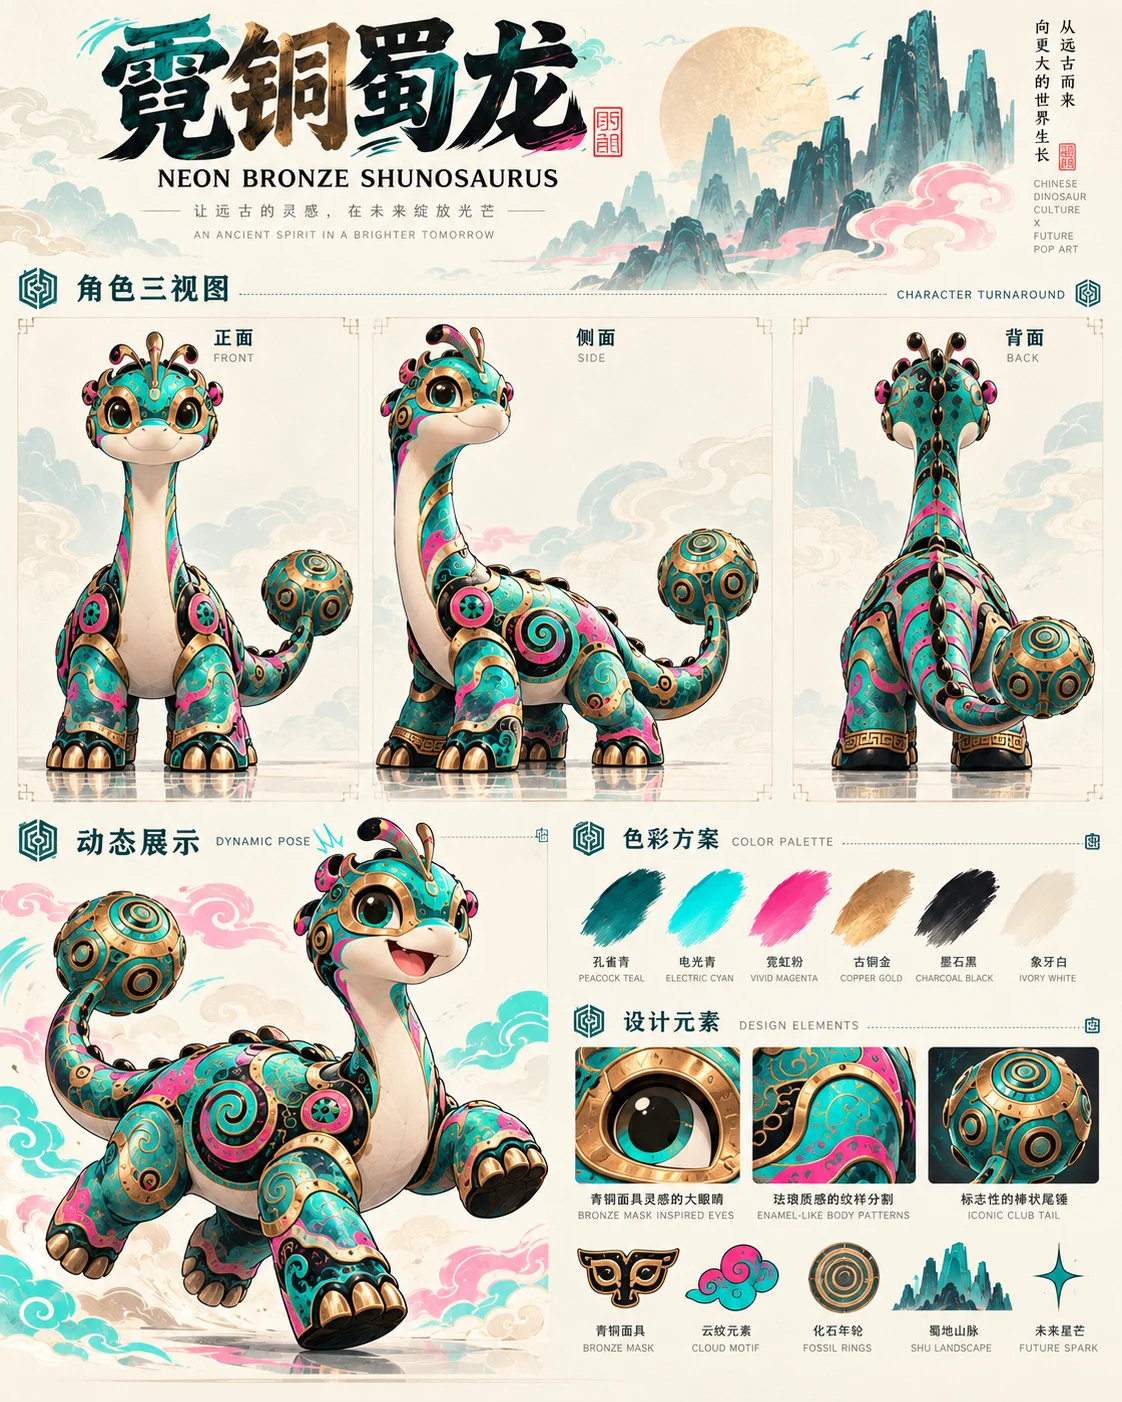 霓铜蜀龙
NEON BRONZE SHUNOSAURUS
让远古的灵感，在未来绽放光芒
AN ANCIENT SPIRIT IN A BRIGHTER TOMORROW
从远古而来
向更大的世界生长
CHINESE
DINOSAUR
CULTURE
X
FUTURE
POP ART
角色三视图
CHARACTER TURNAROUND
正面
FRONT
侧面
SIDE
背面
BACK
动态展示
DYNAMIC POSE
色彩方案
COLOR PALETTE
孔雀青
PEACOCK TEAL
电光青
ELECTRIC CYAN
霓虹粉
VIVID MAGENTA
古铜金
COPPER GOLD
墨石黑
CHARCOAL BLACK
象牙白
IVORY WHITE
设计元素
DESIGN ELEMENTS
青铜面具灵感的大眼睛
BRONZE MASK INSPIRED EYES
珐琅质感的纹样分割
ENAMEL-LIKE BODY PATTERNS
标志性的棒状尾锤
ICONIC CLUB TAIL
青铜面具
BRONZE MASK
云纹元素
CLOUD MOTIF
化石年轮
FOSSIL RINGS
蜀地山脉
SHU LANDSCAPE
未来星芒
FUTURE SPARK